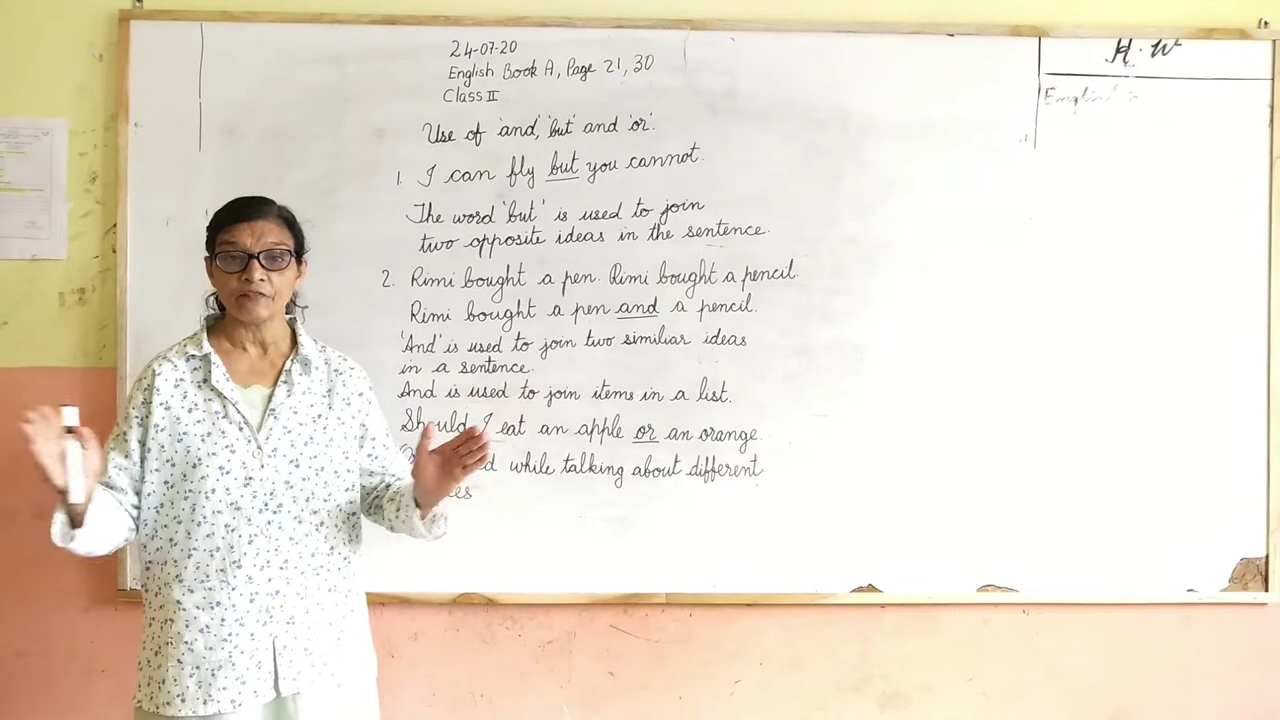 24-07-20
English Book A, Page 21, 30
Class II
Use of 'and', 'but' and 'or'.
1. I can fly but you cannot.
The word 'but' is used to join
two opposite ideas in the sentence.
2. Rimi bought a pen. Rimi bought a pencil.
Rimi bought a pen and a pencil.
'And' is used to join two similiar ideas
in a sentence.
And is used to join items in a list.
Should I eat an apple or an orange.
while talking about different
H.W
English :-